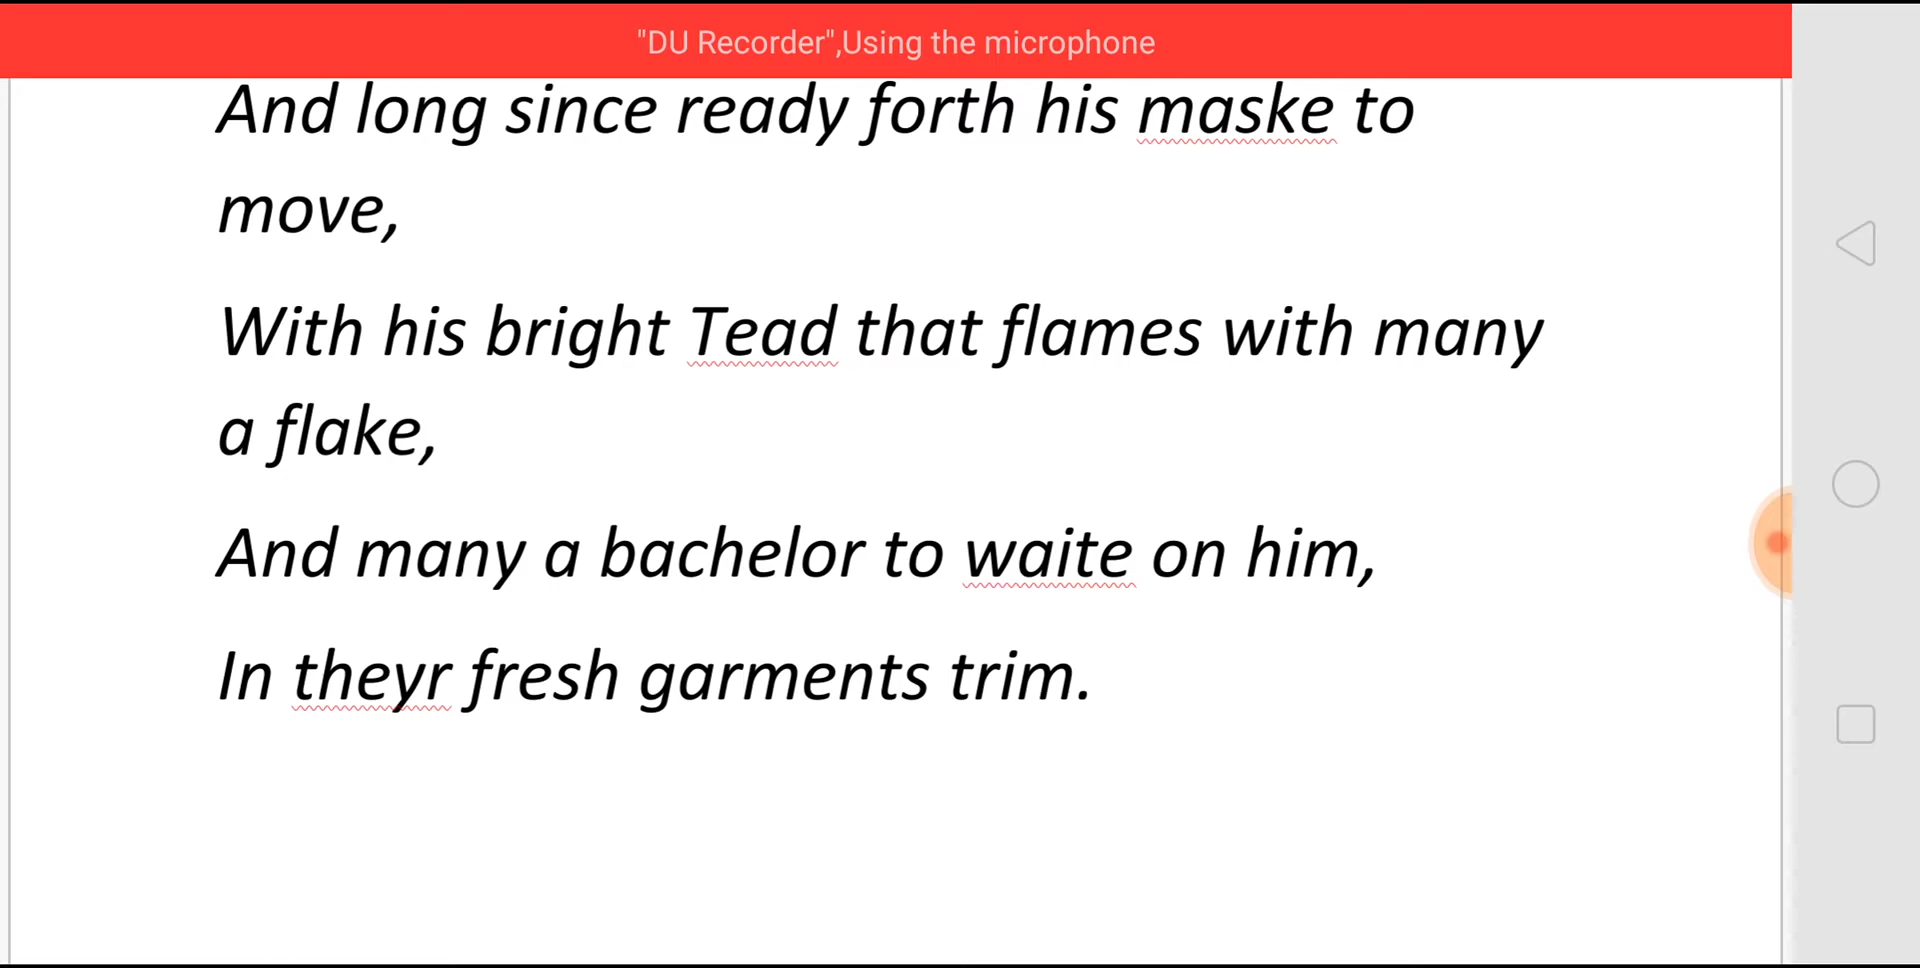 "DU Recorder",Using the microphone
And long since ready forth his maske to
move,
With his bright Tead that flames with many
a flake,
And many a bachelor to waite on him,
In theyr fresh garments trim.